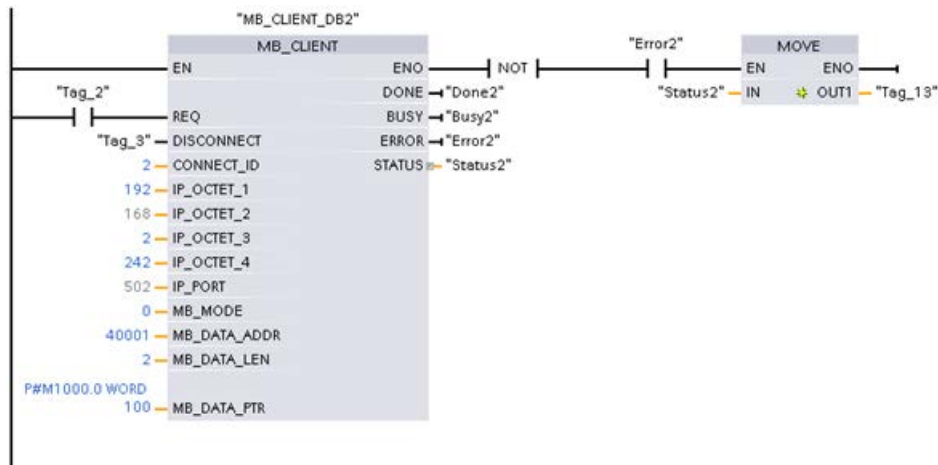 "MB_CLIENT_DB2"
MB_CLIENT
"Error2"
MOVE
EN ENO NOT EN ENO
"Tag_2" DONE "Done2" "Status2" IN OUT1 "Tag_13"
REQ BUSY "Busy2"
"Tag_3" DISCONNECT ERROR "Error2"
2 CONNECT_ID STATUS "Status2"
192 IP_OCTET_1
168 IP_OCTET_2
2 IP_OCTET_3
242 IP_OCTET_4
502 IP_PORT
0 MB_MODE
40001 MB_DATA_ADDR
2 MB_DATA_LEN
P#M1000.0 WORD
100 MB_DATA_PTR